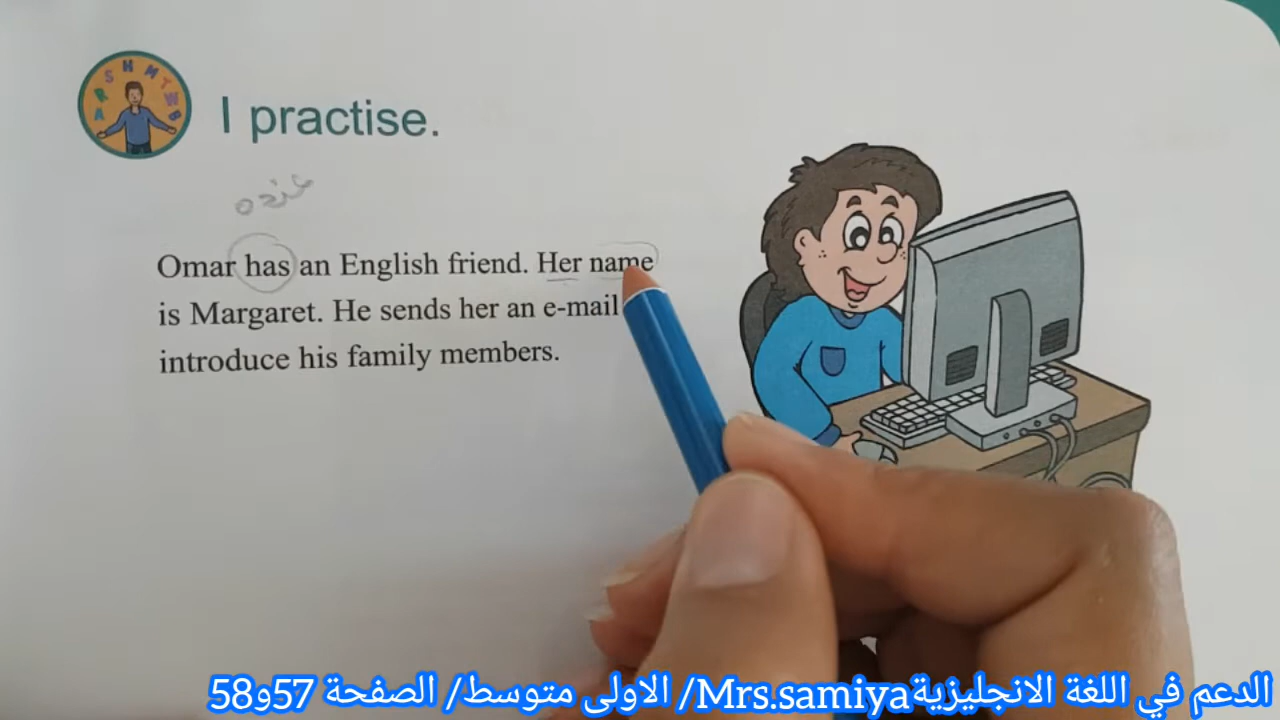 I practise.
عنده
Omar has an English friend. Her name
is Margaret. He sends her an e-mail
introduce his family members.
الدعم في اللغة الانجليزيةMrs.samiya/ الاولى متوسط/ الصفحة 57و58